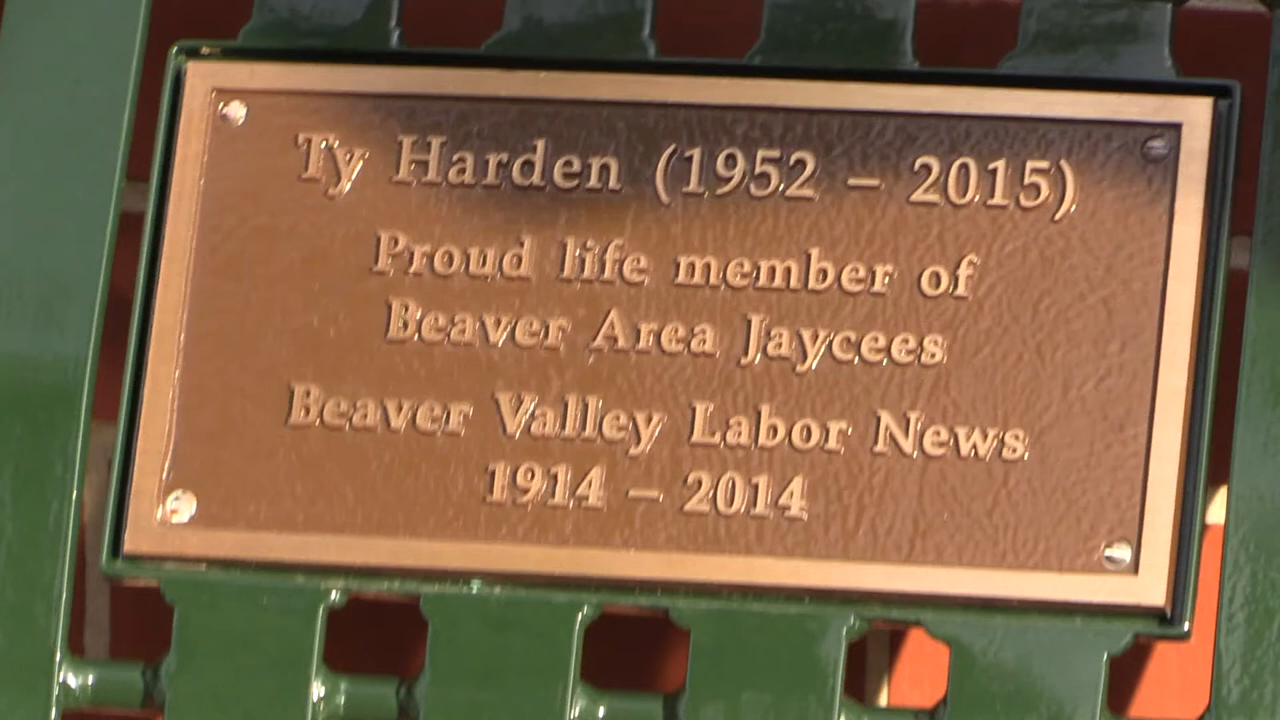 Ty Harden (1952 – 2015)
Proud life member of
Beaver Area Jaycees
Beaver Valley Labor News
1914 – 2014